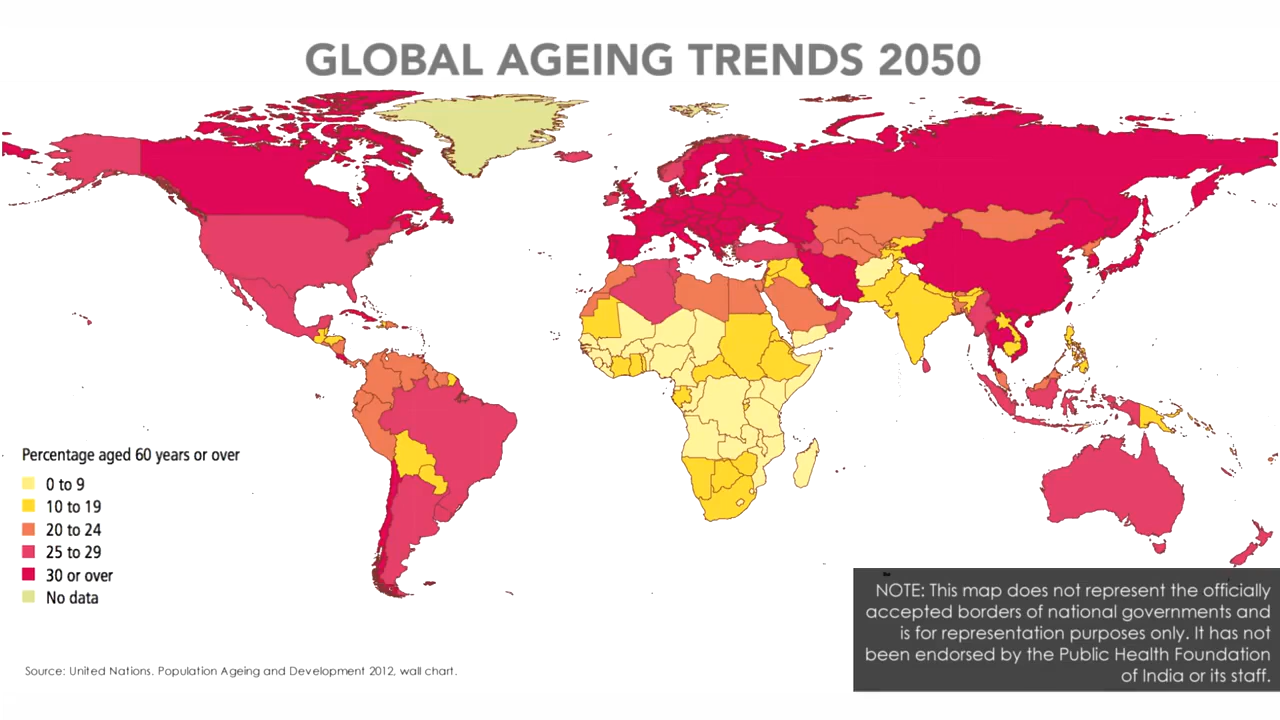 GLOBAL AGEING TRENDS 2050
Percentage aged 60 years or over
0 to 9
10 to 19
20 to 24
25 to 29
30 or over
No data
NOTE: This map does not represent the officially
accepted borders of national governments and
is for representation purposes only. It has not
been endorsed by the Public Health Foundation
of India or its staff.
Source: United Nations. Population Ageing and Development 2012, wall chart.